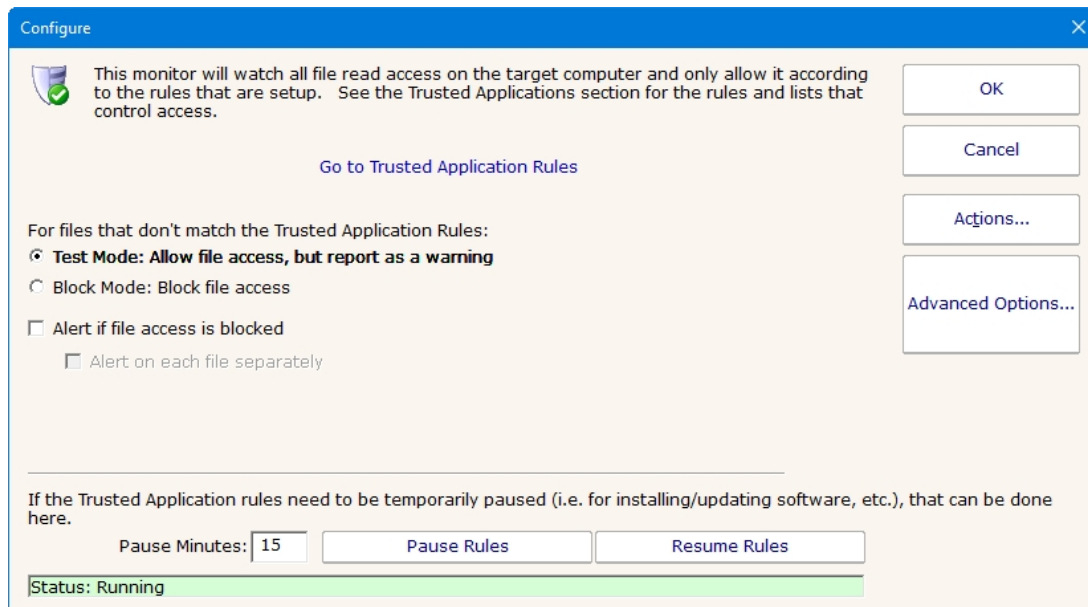 Configure
This monitor will watch all file read access on the target computer and only allow it according
to the rules that are setup.   See the Trusted Applications section for the rules and lists that
control access.
OK
Cancel
Go to Trusted Application Rules
Actions...
For files that don't match the Trusted Application Rules:
Test Mode: Allow file access, but report as a warning
Block Mode: Block file access
Advanced Options...
Alert if file access is blocked
Alert on each file separately
If the Trusted Application rules need to be temporarily paused (i.e. for installing/updating software, etc.), that can be done
here.
Pause Minutes: 15 Pause Rules Resume Rules
Status: Running